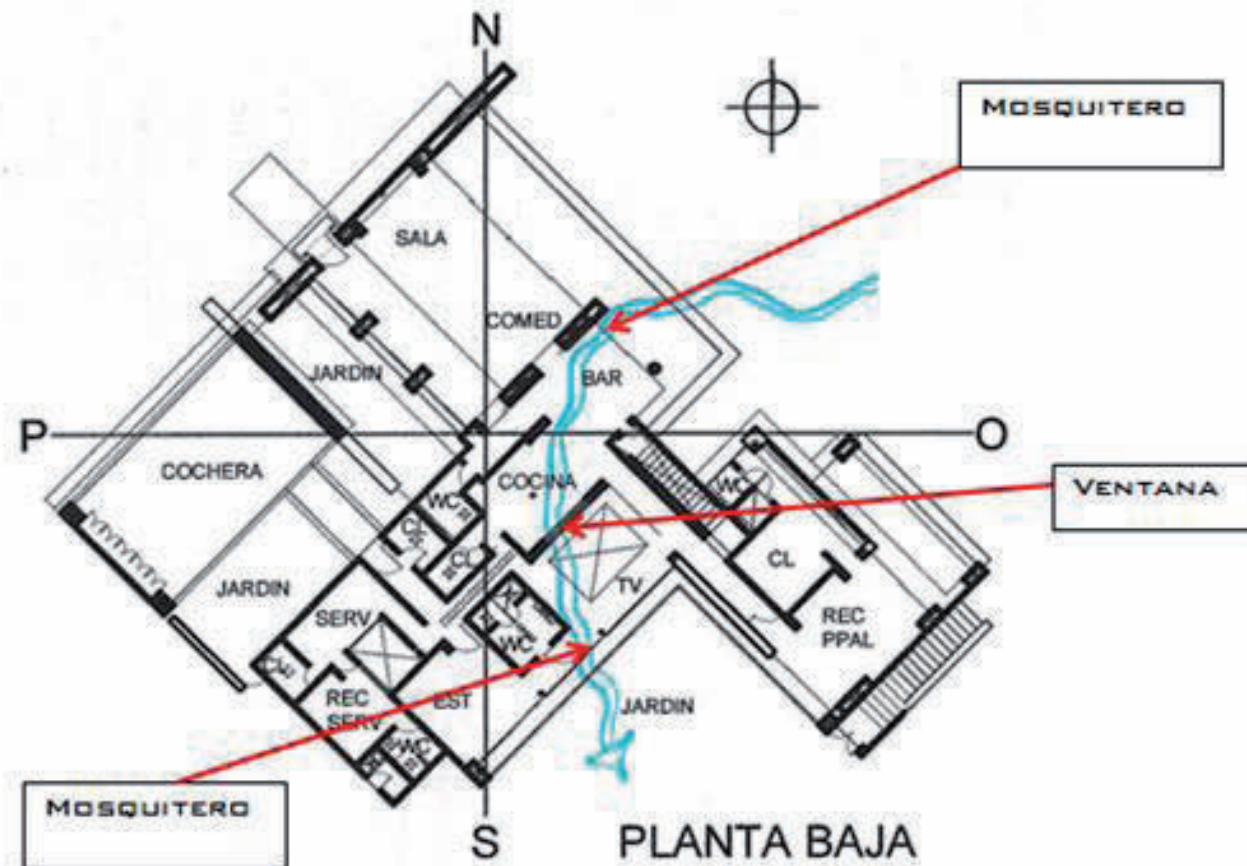 N
MOSQUITERO
SALA
COMED
JARDIN
BAR
P
O
COCHERA
COCINA
WC
WC
VENTANA
CL
CL
JARDIN
TV
SERV
REC
PPAL
WC
REC
SERV
EST
JARDIN
WC
MOSQUITERO
S
PLANTA BAJA